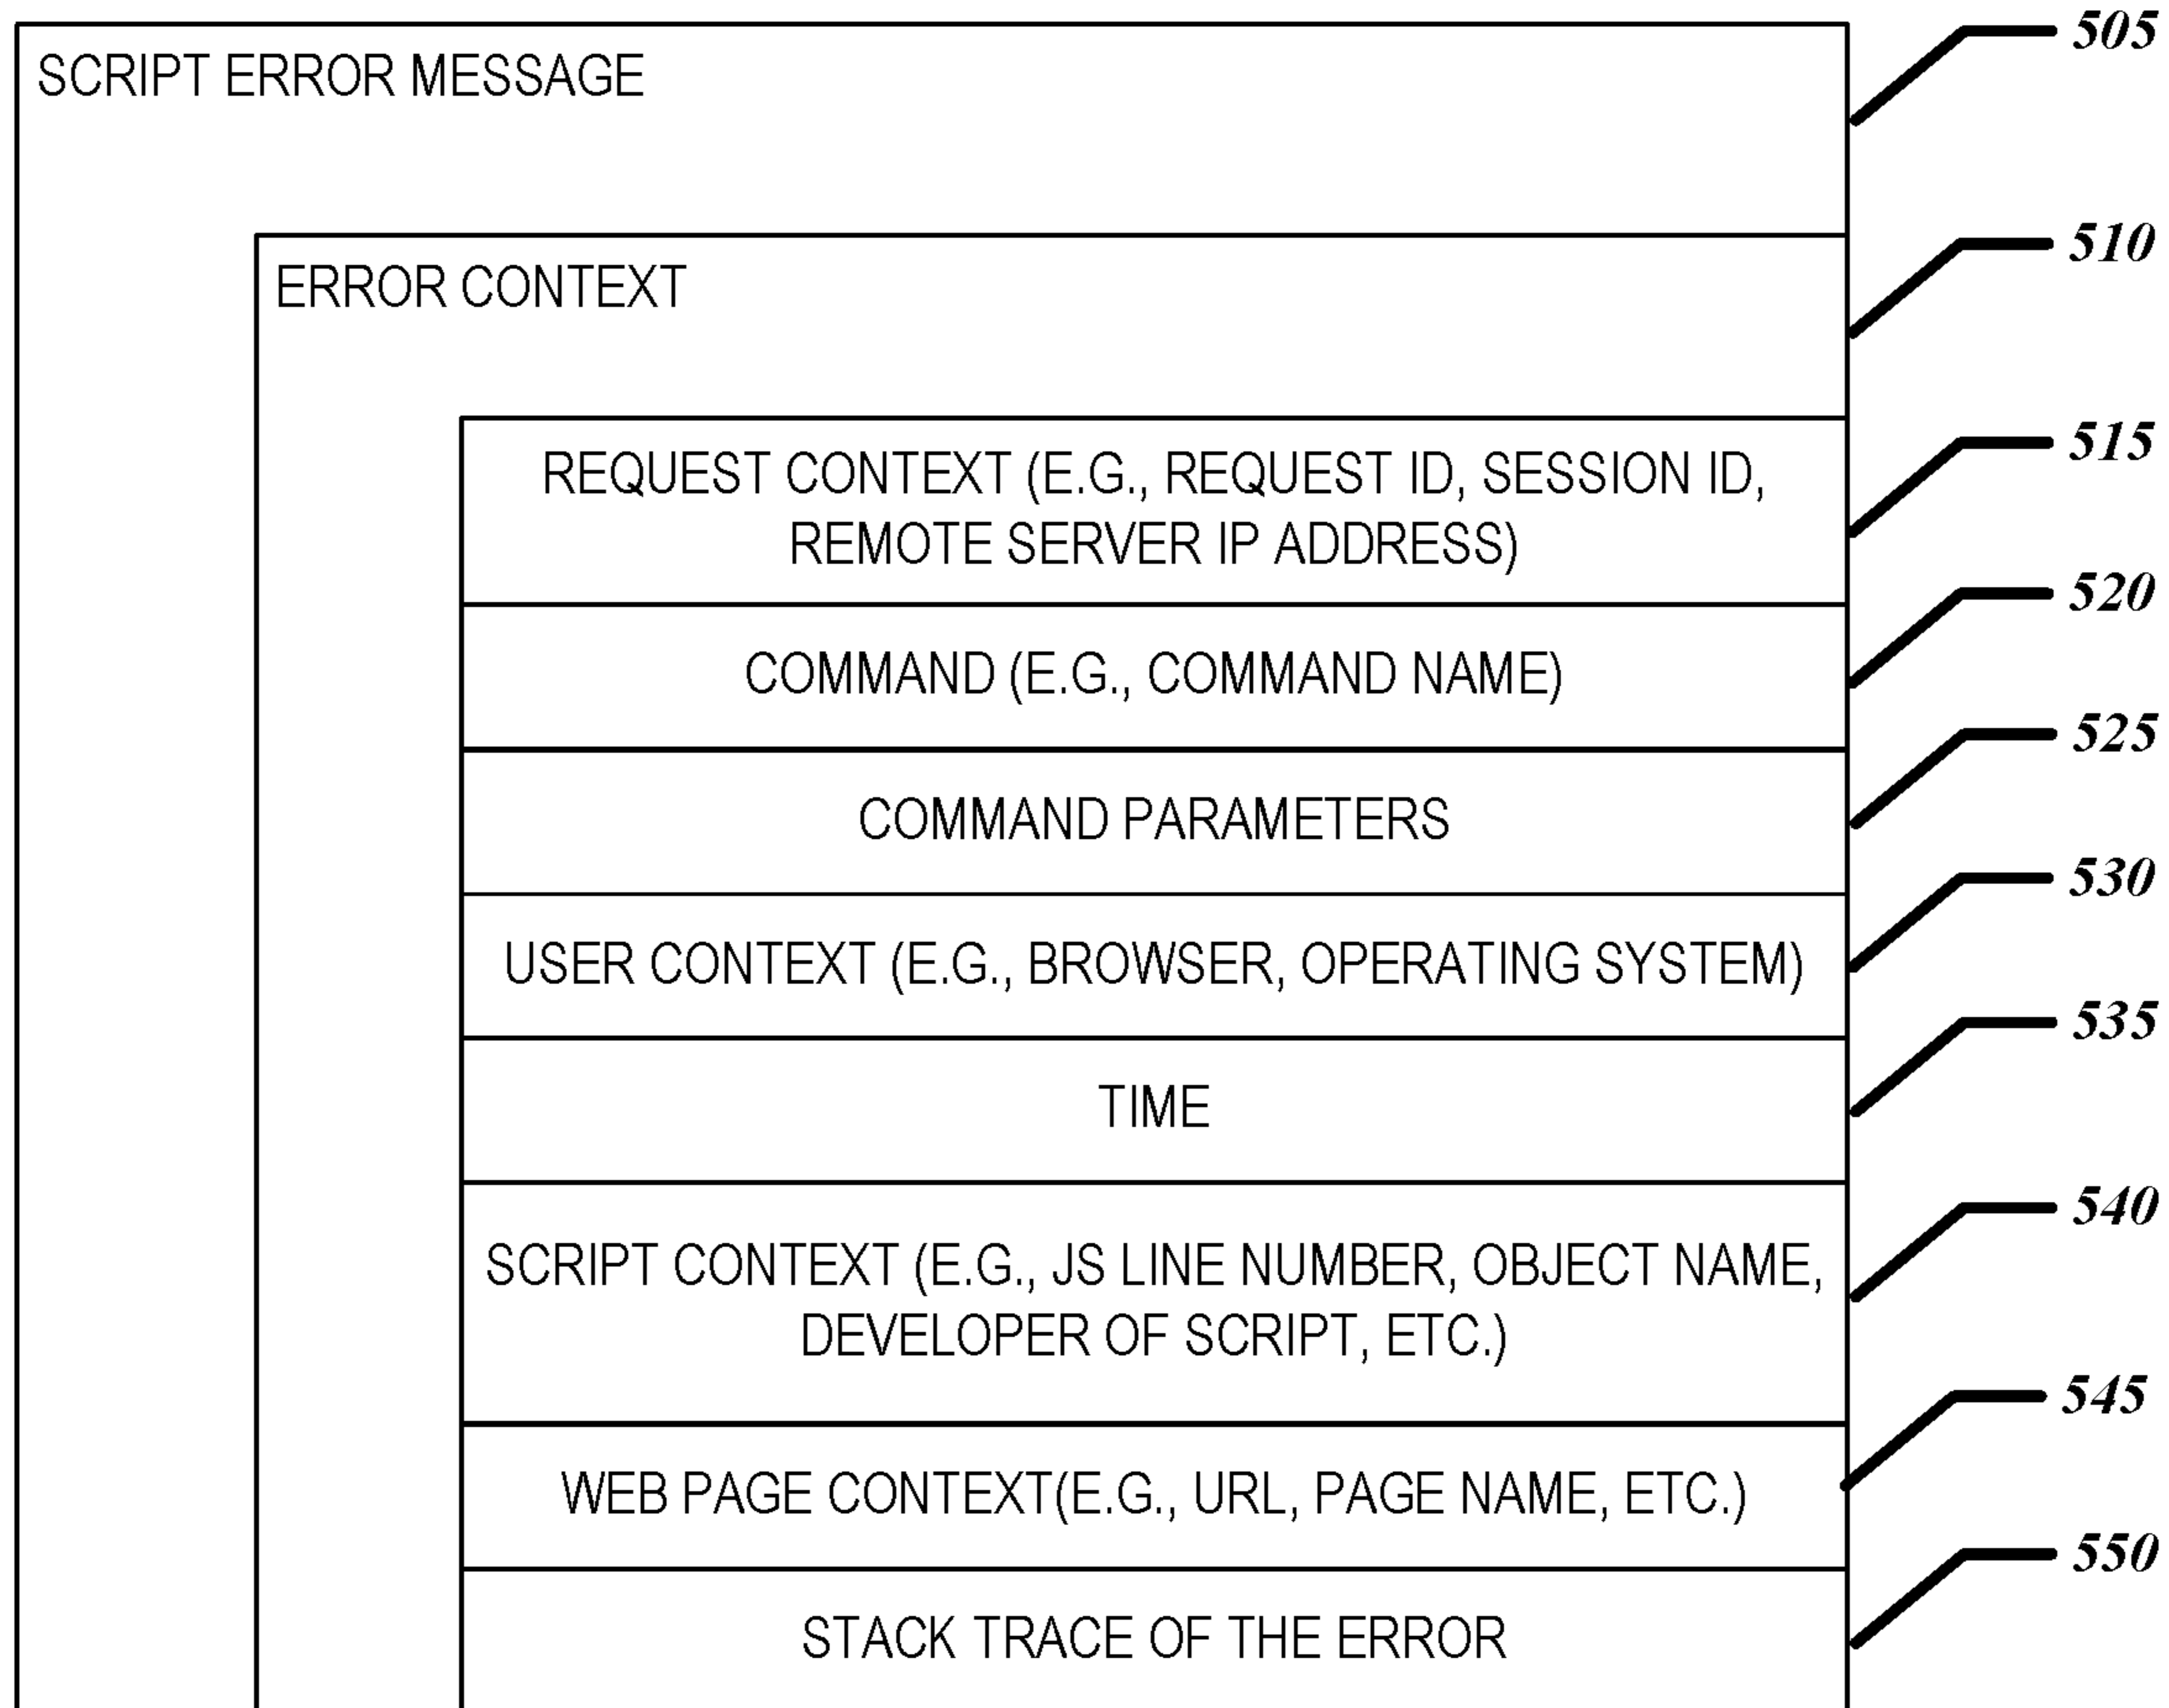 505
SCRIPT ERROR MESSAGE
510
ERROR CONTEXT
515
REQUEST CONTEXT (E.G., REQUEST ID, SESSION ID,
REMOTE SERVER IP ADDRESS)
520
COMMAND (E.G., COMMAND NAME)
525
COMMAND PARAMETERS
530
USER CONTEXT (E.G., BROWSER, OPERATING SYSTEM)
535
TIME
540
SCRIPT CONTEXT (E.G., JS LINE NUMBER, OBJECT NAME,
DEVELOPER OF SCRIPT, ETC.)
545
WEB PAGE CONTEXT(E.G., URL, PAGE NAME, ETC.)
550
STACK TRACE OF THE ERROR